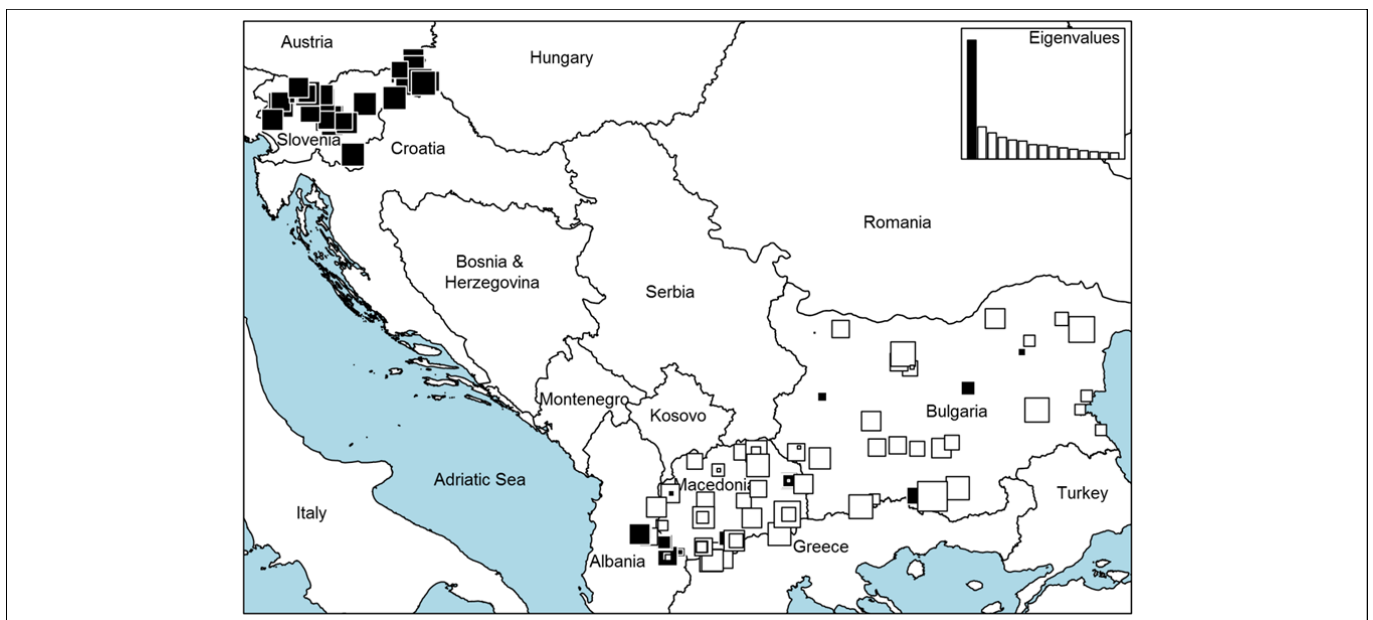 Austria
Hungary
Eigenvalues
Slovenia
Croatia
Romania
Bosnia &
Herzegovina
Serbia
Montenegro
Kosovo
Bulgaria
Adriatic Sea
Macedonia
Turkey
Italy
Albania
Greece